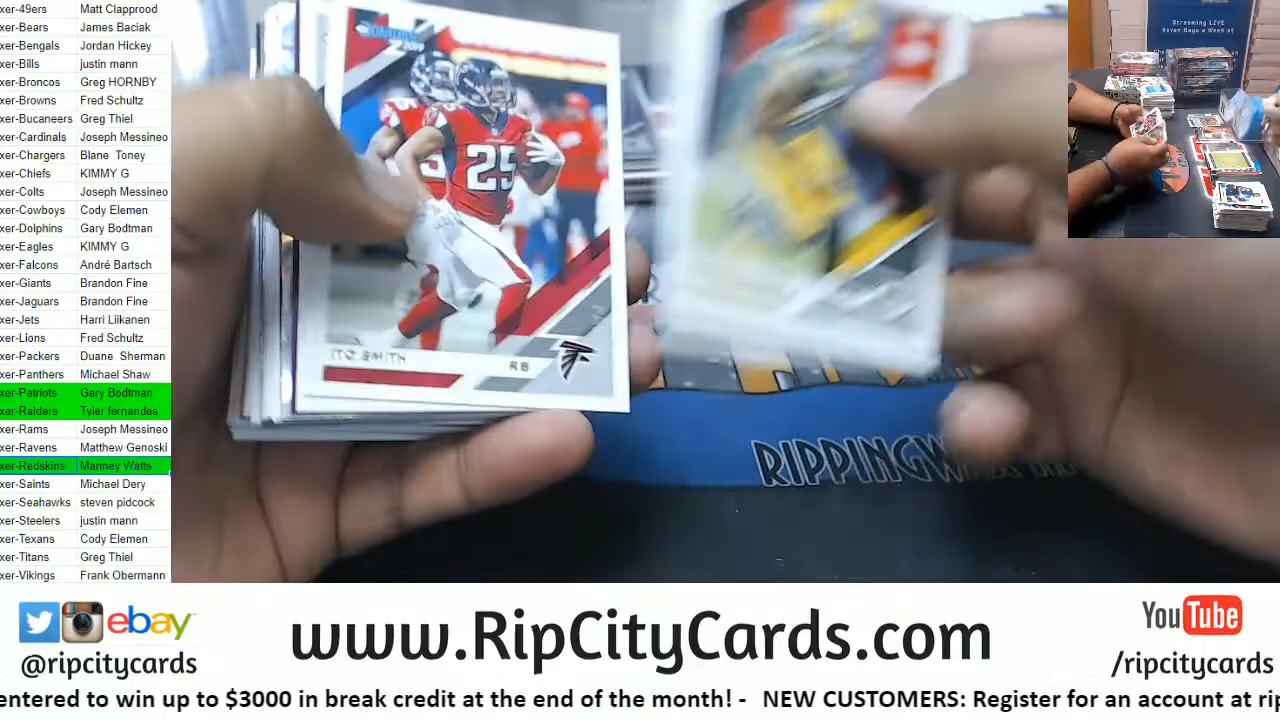 xer-49ers Matt Clapprood
xer-Bears James Baciak
xer-Bengals Jordan Hickey
xer-Bills justin mann
xer-Broncos Greg HORNBY
xer-Browns Fred Schultz
xer-Bucaneers Greg Thiel
xer-Cardinals Joseph Messineo
xer-Chargers Blane Toney
xer-Chiefs KIMMY G
xer-Colts Joseph Messineo
xer-Cowboys Cody Elemen
xer-Dolphins Gary Bodtman
xer-Eagles KIMMY G
xer-Falcons André Bartsch
xer-Giants Brandon Fine
xer-Jaguars Brandon Fine
xer-Jets Harri Liikanen
xer-Lions Fred Schultz
xer-Packers Duane Sherman
xer-Panthers Michael Shaw
xer-Patriots Gary Bodtman
xer-Raiders Tyler fernandes
xer-Rams Joseph Messineo
xer-Ravens Matthew Genoski
xer-Redskins Manney Watts
xer-Saints Michael Dery
xer-Seahawks steven pidcock
xer-Steelers justin mann
xer-Texans Cody Elemen
xer-Titans Greg Thiel
xer-Vikings Frank Obermann
DONRUSS
2019
25
ITO SMITH
RB
RIPPINGW
Streaming LIVE
Seven Days a Week at
ebay
@ripcitycards
www.RipCityCards.com
YouTube
/ripcitycards
entered to win up to $3000 in break credit at the end of the month! - NEW CUSTOMERS: Register for an account at rip